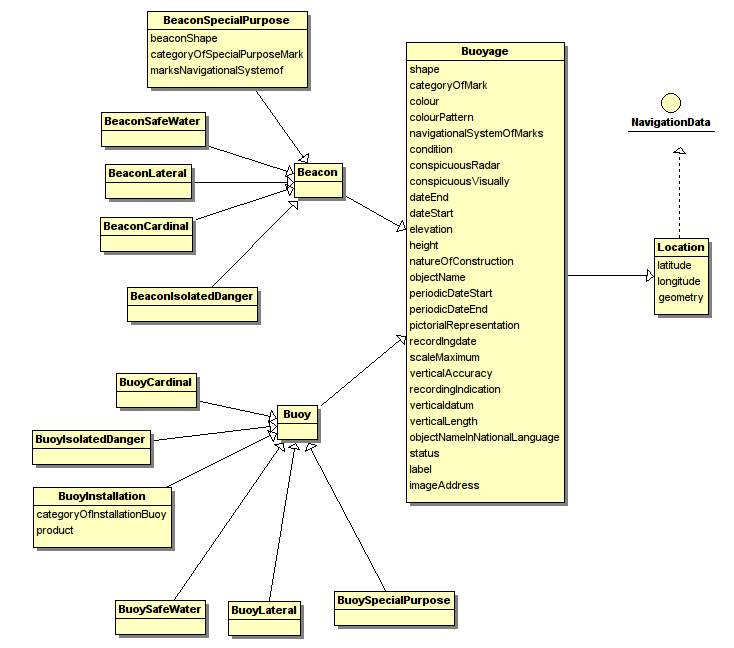 BeaconSpecialPurpose
beaconShape
categoryOfSpecialPurposeMark
marksNavigationalSystemof
BeaconSafeWater
BeaconLateral
BeaconCardinal
BeaconIsolatedDanger
Beacon
Buoyage
shape
categoryOfMark
colour
colourPattern
navigationalSystemOfMarks
condition
conspicuousRadar
conspicuousVisually
dateEnd
dateStart
elevation
height
natureOfConstruction
objectName
periodicDateStart
periodicDateEnd
pictorialRepresentation
recordIngdate
scaleMaximum
verticalAccuracy
recordingIndication
verticaldatum
verticalLength
objectNameInNationalLanguage
status
label
imageAddress
NavigationData
Location
latitude
longitude
geometry
BuoyCardinal
BuoyIsolatedDanger
BuoyInstallation
categoryOfInstallationBuoy
product
Buoy
BuoySafeWater
BuoyLateral
BuoySpecialPurpose